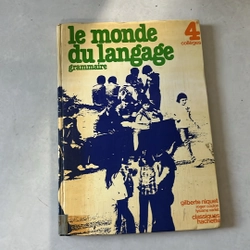 le monde
du langage
grammaire
4
collèges
gilberte niquet
classiques
hachette